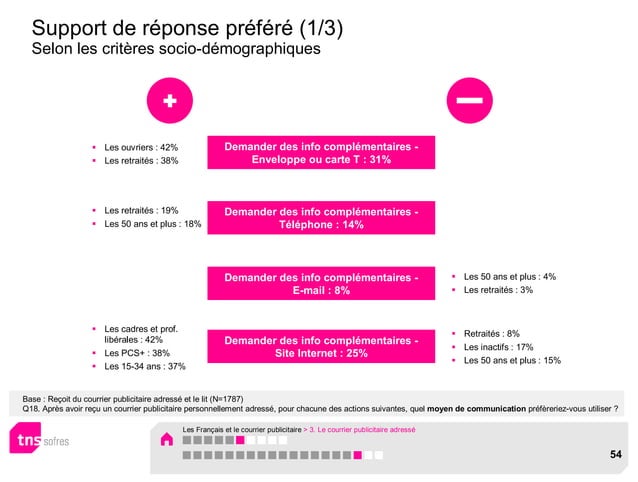 Support de réponse préféré (1/3)
Selon les critères socio-démographiques
Les ouvriers : 42%
Les retraités : 38%
Demander des info complémentaires -
Enveloppe ou carte T : 31%
Les retraités : 19%
Les 50 ans et plus : 18%
Demander des info complémentaires -
Téléphone : 14%
Demander des info complémentaires -
E-mail : 8%
Les 50 ans et plus : 4%
Les retraités : 3%
Les cadres et prof.
libérales : 42%
Les PCS+ : 38%
Les 15-34 ans : 37%
Demander des info complémentaires -
Site Internet : 25%
Retraités : 8%
Les inactifs : 17%
Les 50 ans et plus : 15%
Base : Reçoit du courrier publicitaire adressé et le lit (N=1787)
Q18. Après avoir reçu un courrier publicitaire personnellement adressé, pour chacune des actions suivantes, quel moyen de communication préféreriez-vous utiliser ?
Les Français et le courrier publicitaire > 3. Le courrier publicitaire adressé
tns sofres
54